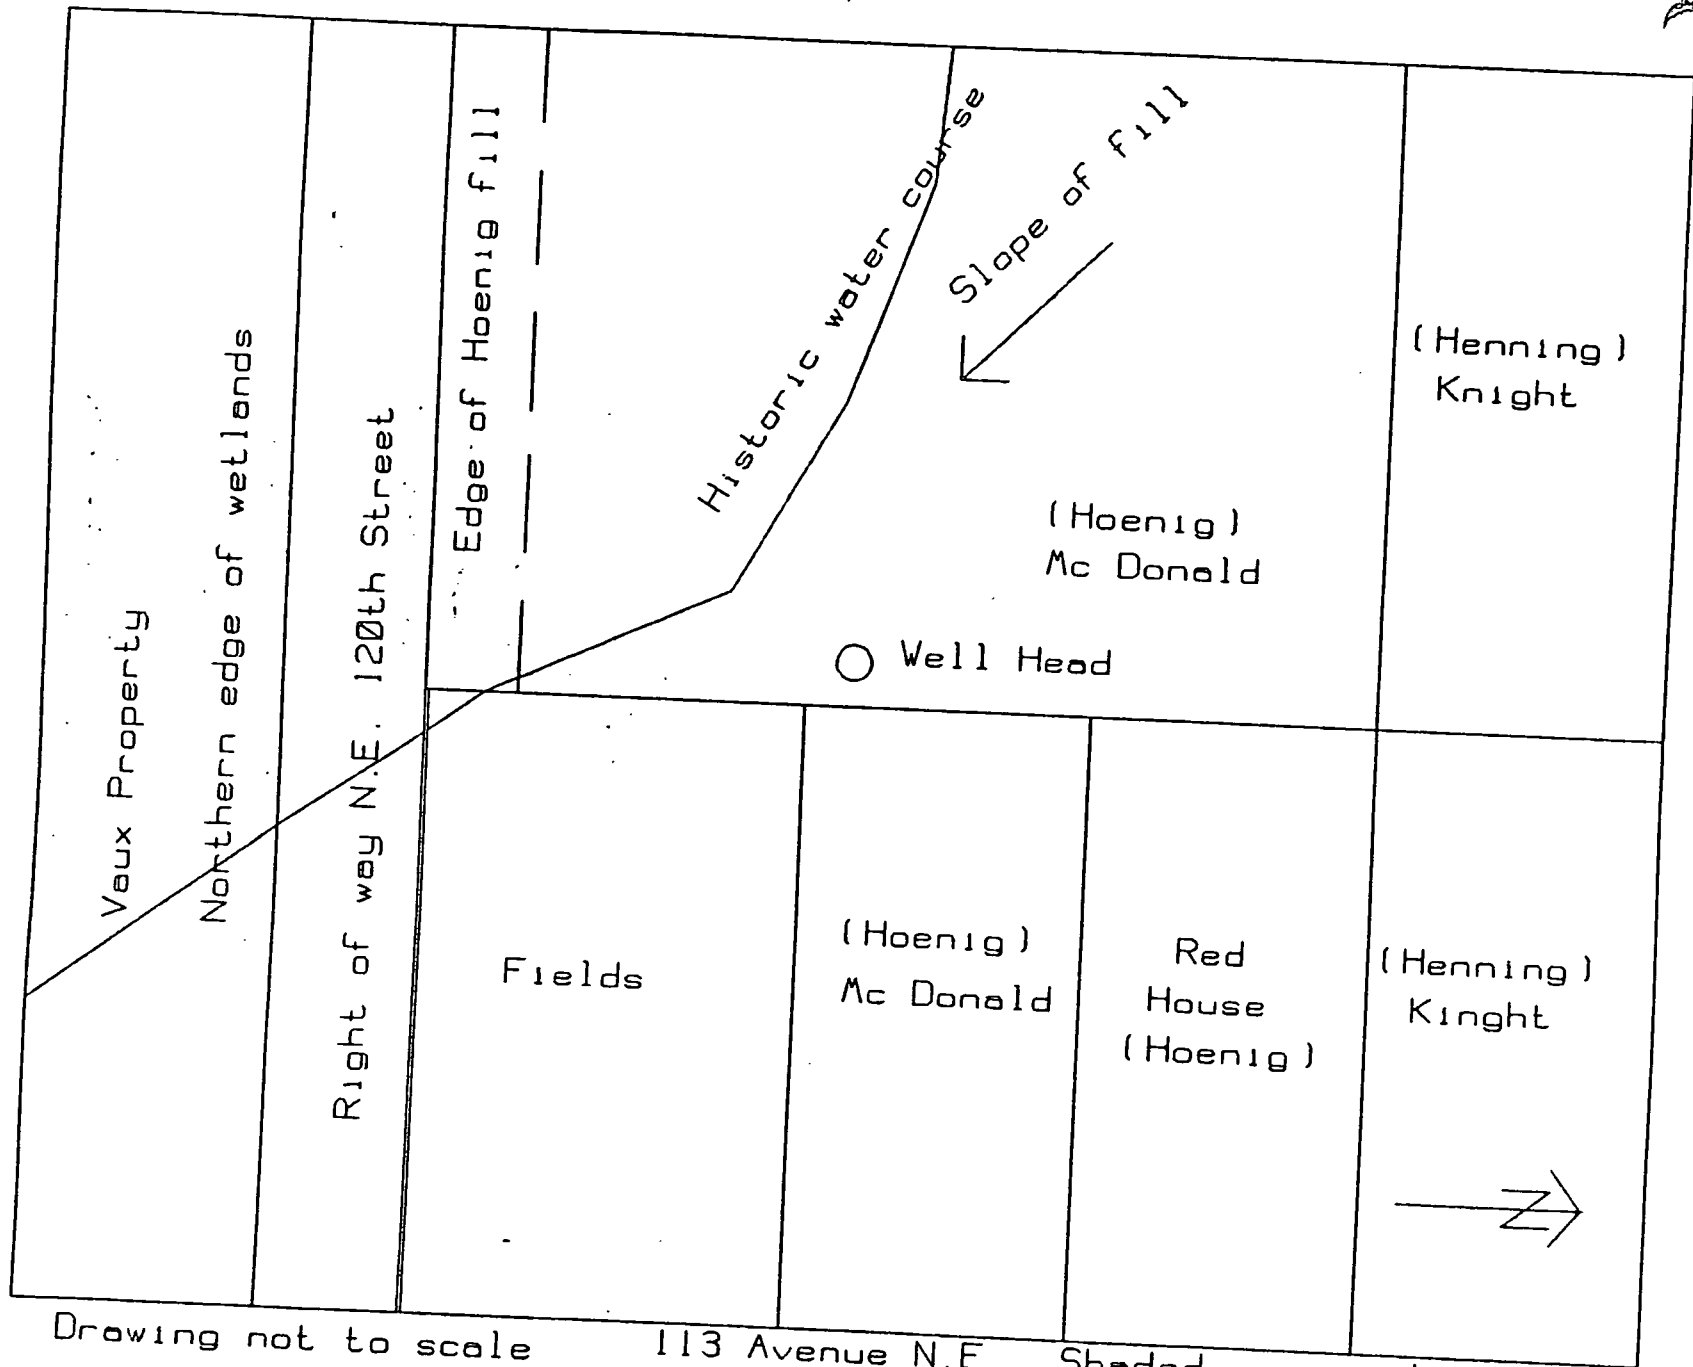 Vaux Property
Northern edge of wetlands
Right of way N.E. 120th Street
Edge of Hoenig fill
Historic water course
Slope of fill
(Henning)
Knight
(Hoenig)
Mc Donald
Well Head
Fields
(Hoenig)
Mc Donald
Red
House
(Hoenig)
(Henning)
Kinght
N
Drawing not to scale
113 Avenue N.E. Shaded